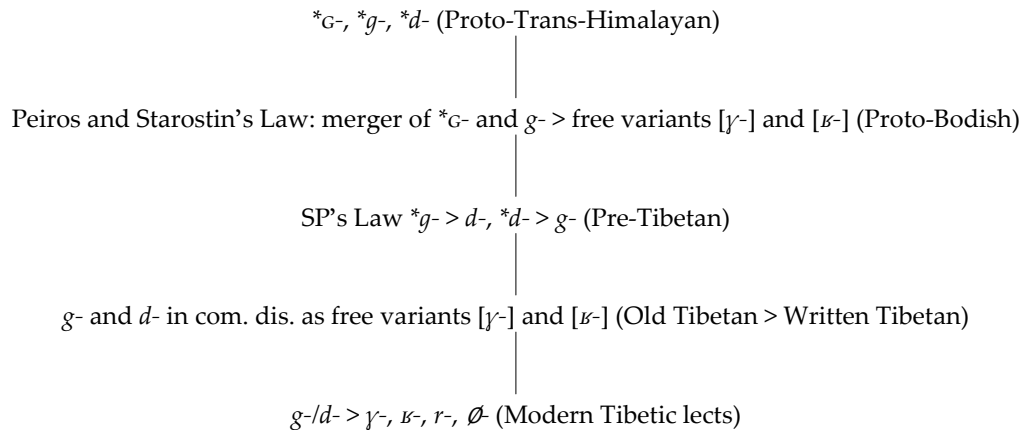 *ɢ-, *g-, *d- (Proto-Trans-Himalayan)
Peiros and Starostin's Law: merger of *ɢ- and g- > free variants [ɣ-] and [ʁ-] (Proto-Bodish)
SP's Law *g- > d-, *d- > g- (Pre-Tibetan)
g- and d- in com. dis. as free variants [ɣ-] and [ʁ-] (Old Tibetan > Written Tibetan)
g-/d- > ɣ-, ʁ-, r-, Ø- (Modern Tibetic lects)